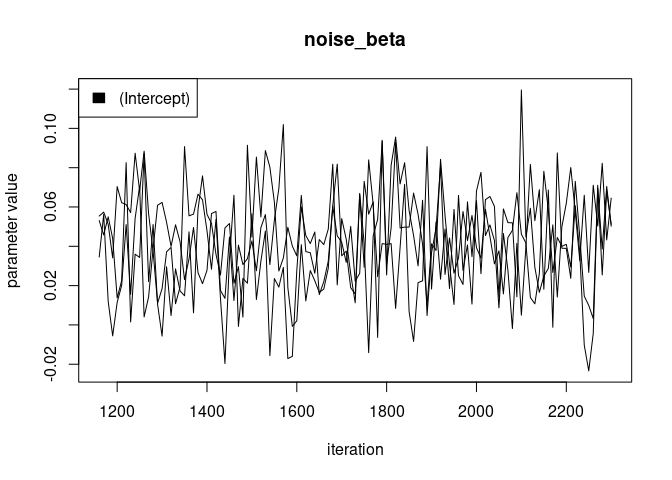 noise_beta
(Intercept)
parameter value
0.10
0.06
0.02
-0.02
1200 1400 1600 1800 2000 2200
iteration